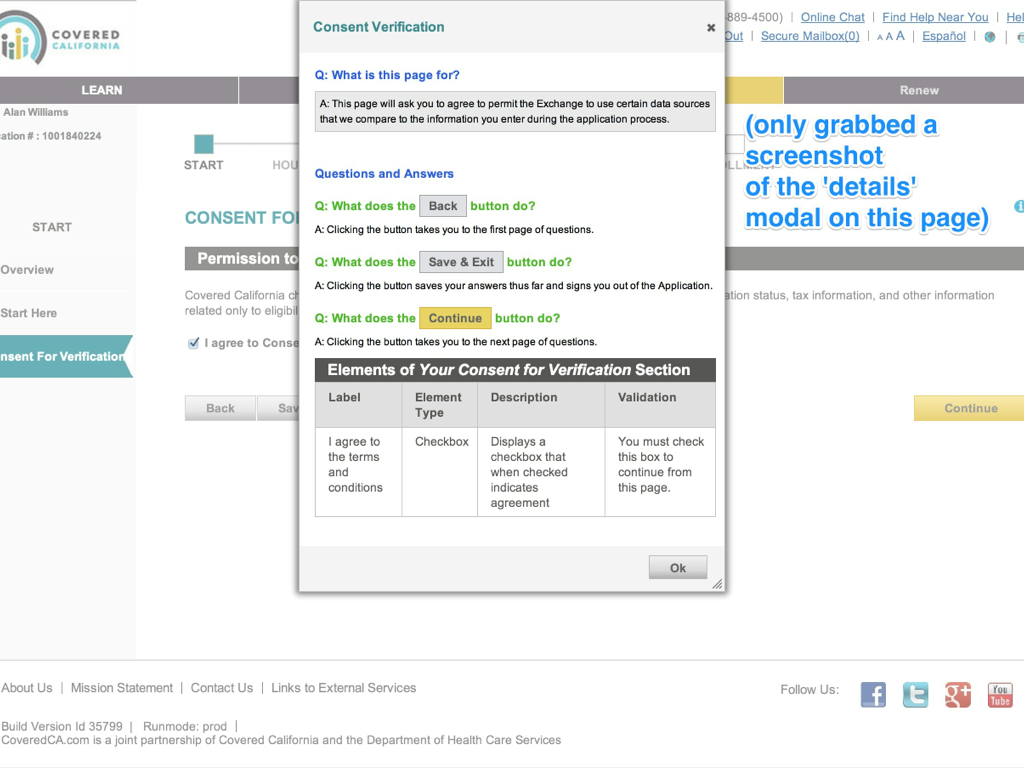 COVERED
CALIFORNIA
Consent Verification
-889-4500) | Online Chat | Find Help Near You | Hel
Out | Secure Mailbox(0) | A A A | Español |
LEARN
Renew
Alan Williams
cation # : 1001840224
START
HOU
LLMENT
START
Overview
Start Here
nsent For Verification
CONSENT FO
Permission to
Covered California ch
ation status, tax information, and other information
related only to eligibil
I agree to Conse
Back
Sav
Continue
Q: What is this page for?
A: This page will ask you to agree to permit the Exchange to use certain data sources
that we compare to the information you enter during the application process.
Questions and Answers
Q: What does the Back button do?
A: Clicking the button takes you to the first page of questions.
Q: What does the Save & Exit button do?
A: Clicking the button saves your answers thus far and signs you out of the Application.
Q: What does the Continue button do?
A: Clicking the button takes you to the next page of questions.
Elements of Your Consent for Verification Section
Label
Element
Type
Description
Validation
I agree to
the terms
and
conditions
Checkbox
Displays a
checkbox that
when checked
indicates
agreement
You must check
this box to
continue from
this page.
Ok
(only grabbed a
screenshot
of the 'details'
modal on this page)
About Us | Mission Statement | Contact Us | Links to External Services
Follow Us:
f
t
g+
You
Tube
Build Version Id 35799 | Runmode: prod |
CoveredCA.com is a joint partnership of Covered California and the Department of Health Care Services